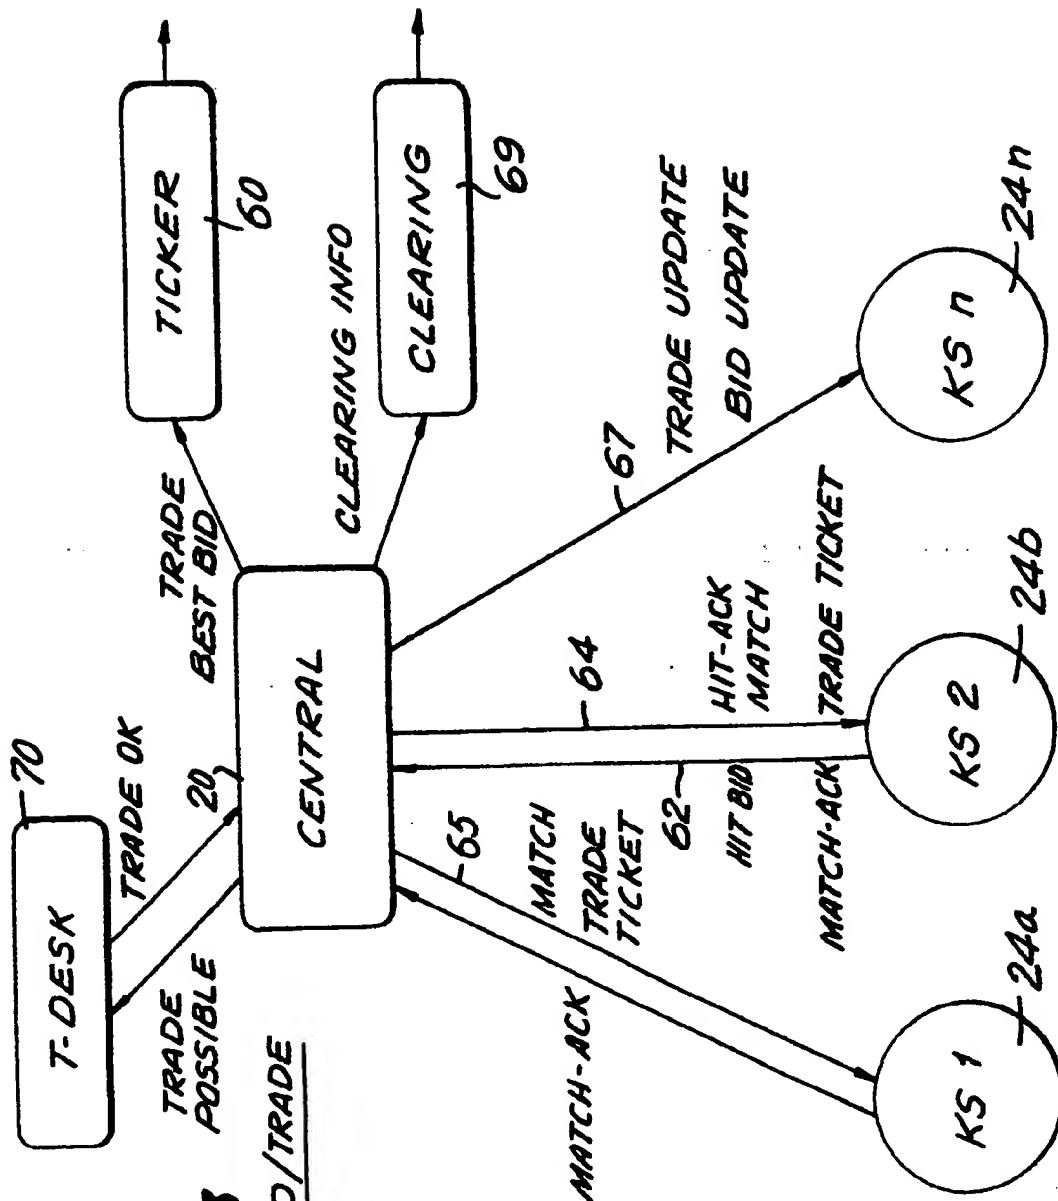 T-DESK
70
TRADE OK
TRADE
POSSIBLE
20
CENTRAL
TRADE
BEST BID
TICKER
60
CLEARING INFO
CLEARING
69
O/TRADE
MATCH-ACK
65
MATCH
TRADE
TICKET
62
HIT BID
MATCH-ACK
64
HIT-ACK
MATCH
TRADE TICKET
67
TRADE UPDATE
BID UPDATE
KS 1
24a
KS 2
24b
KS n
24n